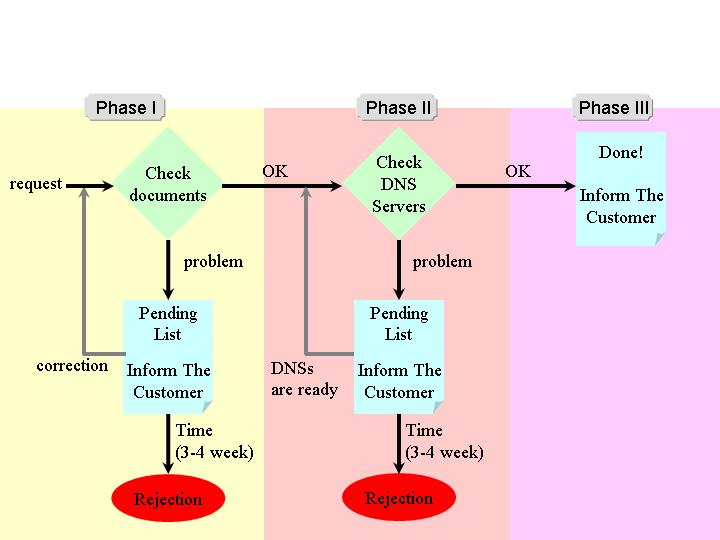 Phase I
Phase II
Phase III
request
Check
documents
OK
Check
DNS
Servers
OK
Done!
Inform The
Customer
problem
problem
Pending
List
Inform The
Customer
correction
Pending
List
Inform The
Customer
DNSs
are ready
Time
(3-4 week)
Time
(3-4 week)
Rejection
Rejection